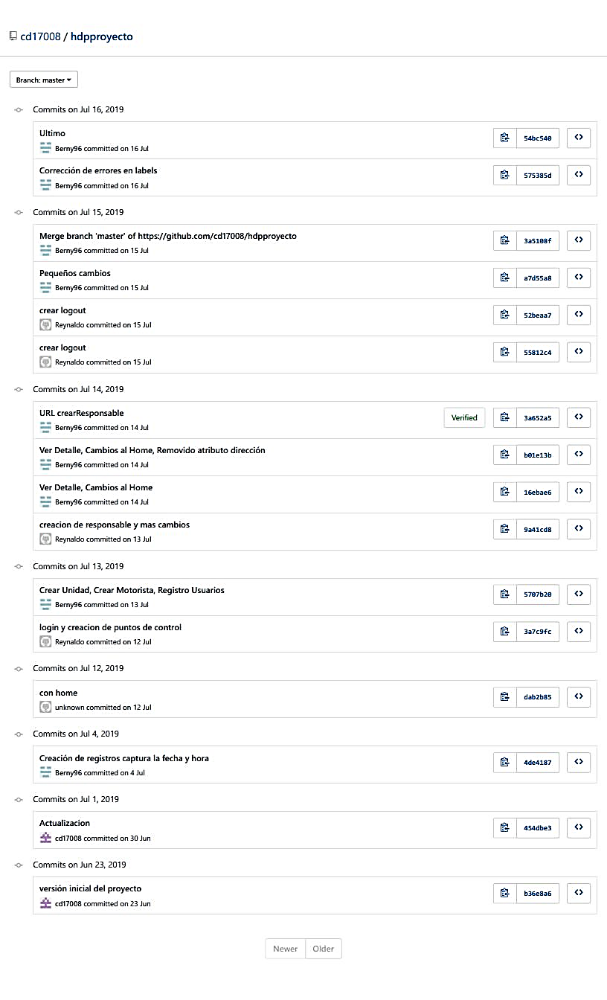 cd17008 / hdpproyecto
Branch: master
Commits on Jul 16, 2019
Ultimo
Berny96 committed on 16 Jul
54bc540
Corrección de errores en labels
Berny96 committed on 16 Jul
575385d
Commits on Jul 15, 2019
Merge branch 'master' of https://github.com/cd17008/hdpproyecto
Berny96 committed on 15 Jul
3a5108f
Pequeños cambios
Berny96 committed on 15 Jul
a7d55a8
crear logout
Reynaldo committed on 15 Jul
52beaa7
crear logout
Reynaldo committed on 15 Jul
55812c4
Commits on Jul 14, 2019
URL crearResponsable
Berny96 committed on 14 Jul
Verified
3a652a5
Ver Detalle, Cambios al Home, Removido atributo dirección
Berny96 committed on 14 Jul
b01e13b
Ver Detalle, Cambios al Home
Berny96 committed on 14 Jul
16ebae6
creacion de responsable y mas cambios
Reynaldo committed on 13 Jul
9a41cd8
Commits on Jul 13, 2019
Crear Unidad, Crear Motorista, Registro Usuarios
Berny96 committed on 13 Jul
5707b20
login y creacion de puntos de control
Reynaldo committed on 12 Jul
3a7c9fc
Commits on Jul 12, 2019
con home
unknown committed on 12 Jul
dab2b85
Commits on Jul 4, 2019
Creación de registros captura la fecha y hora
Berny96 committed on 4 Jul
4de4187
Commits on Jul 1, 2019
Actualizacion
cd17008 committed on 30 Jun
454dbe3
Commits on Jun 23, 2019
versión inicial del proyecto
cd17008 committed on 23 Jun
b36e8a6
Newer
Older